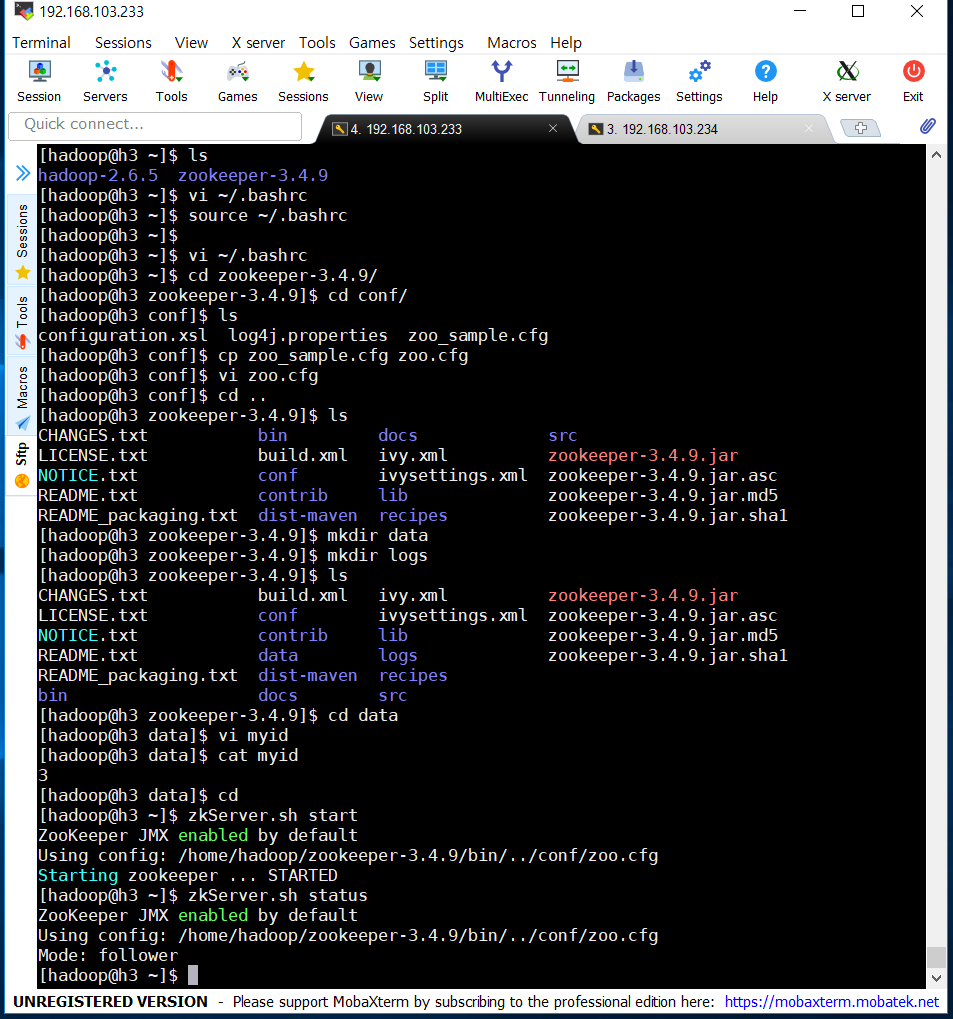 192.168.103.233
Terminal Sessions View X server Tools Games Settings Macros Help
Session Servers Tools Games Sessions View Split MultiExec Tunneling Packages Settings Help X server Exit
Quick connect...
4. 192.168.103.233
3. 192.168.103.234
Sessions
Tools
Macros
Sftp
[hadoop@h3 ~]$ ls
hadoop-2.6.5  zookeeper-3.4.9
[hadoop@h3 ~]$ vi ~/.bashrc
[hadoop@h3 ~]$ source ~/.bashrc
[hadoop@h3 ~]$
[hadoop@h3 ~]$ vi ~/.bashrc
[hadoop@h3 ~]$ cd zookeeper-3.4.9/
[hadoop@h3 zookeeper-3.4.9]$ cd conf/
[hadoop@h3 conf]$ ls
configuration.xsl  log4j.properties  zoo_sample.cfg
[hadoop@h3 conf]$ cp zoo_sample.cfg zoo.cfg
[hadoop@h3 conf]$ vi zoo.cfg
[hadoop@h3 conf]$ cd ..
[hadoop@h3 zookeeper-3.4.9]$ ls
CHANGES.txt           bin         docs             src
LICENSE.txt           build.xml   ivy.xml          zookeeper-3.4.9.jar
NOTICE.txt            conf        ivysettings.xml  zookeeper-3.4.9.jar.asc
README.txt            contrib     lib              zookeeper-3.4.9.jar.md5
README_packaging.txt  dist-maven  recipes          zookeeper-3.4.9.jar.sha1
[hadoop@h3 zookeeper-3.4.9]$ mkdir data
[hadoop@h3 zookeeper-3.4.9]$ mkdir logs
[hadoop@h3 zookeeper-3.4.9]$ ls
CHANGES.txt           build.xml   ivy.xml          zookeeper-3.4.9.jar
LICENSE.txt           conf        ivysettings.xml  zookeeper-3.4.9.jar.asc
NOTICE.txt            contrib     lib              zookeeper-3.4.9.jar.md5
README.txt            data        logs             zookeeper-3.4.9.jar.sha1
README_packaging.txt  dist-maven  recipes
bin                   docs        src
[hadoop@h3 zookeeper-3.4.9]$ cd data
[hadoop@h3 data]$ vi myid
[hadoop@h3 data]$ cat myid
3
[hadoop@h3 data]$ cd
[hadoop@h3 ~]$ zkServer.sh start
ZooKeeper JMX enabled by default
Using config: /home/hadoop/zookeeper-3.4.9/bin/../conf/zoo.cfg
Starting zookeeper ... STARTED
[hadoop@h3 ~]$ zkServer.sh status
ZooKeeper JMX enabled by default
Using config: /home/hadoop/zookeeper-3.4.9/bin/../conf/zoo.cfg
Mode: follower
[hadoop@h3 ~]$
UNREGISTERED VERSION - Please support MobaXterm by subscribing to the professional edition here: https://mobaxterm.mobatek.net